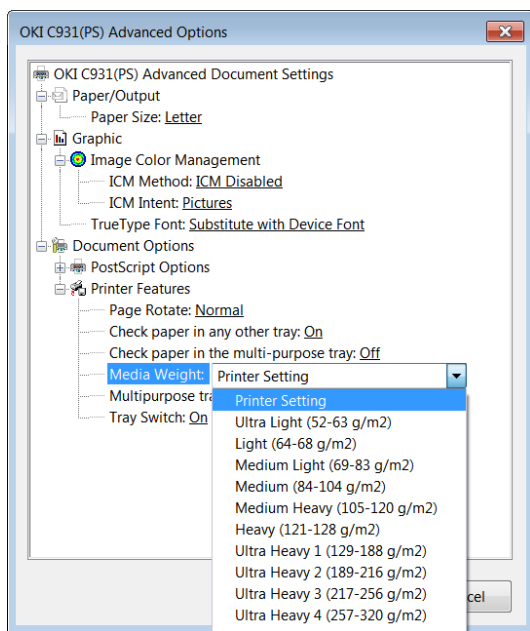 OKI C931(PS) Advanced Options
OKI C931(PS) Advanced Document Settings
Paper/Output
Paper Size: Letter
Graphic
Image Color Management
ICM Method: ICM Disabled
ICM Intent: Pictures
TrueType Font: Substitute with Device Font
Document Options
PostScript Options
Printer Features
Page Rotate: Normal
Check paper in any other tray: On
Check paper in the multi-purpose tray: Off
Media Weight: Printer Setting
Printer Setting
Ultra Light (52-63 g/m2)
Light (64-68 g/m2)
Medium Light (69-83 g/m2)
Medium (84-104 g/m2)
Medium Heavy (105-120 g/m2)
Heavy (121-128 g/m2)
Ultra Heavy 1 (129-188 g/m2)
Ultra Heavy 2 (189-216 g/m2)
Ultra Heavy 3 (217-256 g/m2)
Ultra Heavy 4 (257-320 g/m2)
Multipurpose tra
Tray Switch: On
cel